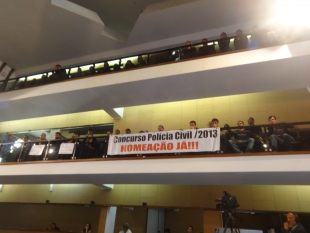 Concurso Polícia Civil /2013
NOMEAÇÃO JÁ!!!